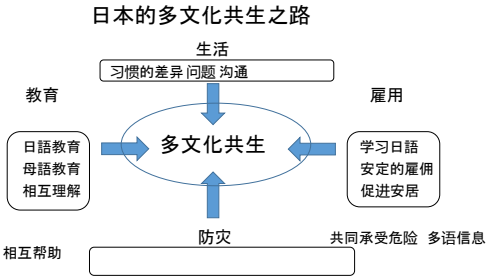 日本的多文化共生之路
生活
习惯的差异 问题 沟通
教育
雇用
日語教育
母語教育
相互理解
多文化共生
学习日語
安定的雇佣
促进安居
防灾
共同承受危险 多语信息
相互帮助